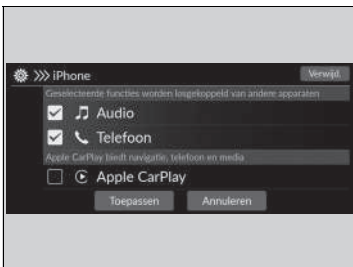 >>> iPhone
Verwijd.
Geselecteerde functies worden losgekoppeld van andere apparaten
Audio
Telefoon
Apple CarPlay biedt navigatie, telefoon en media
Apple CarPlay
Toepassen
Annuleren